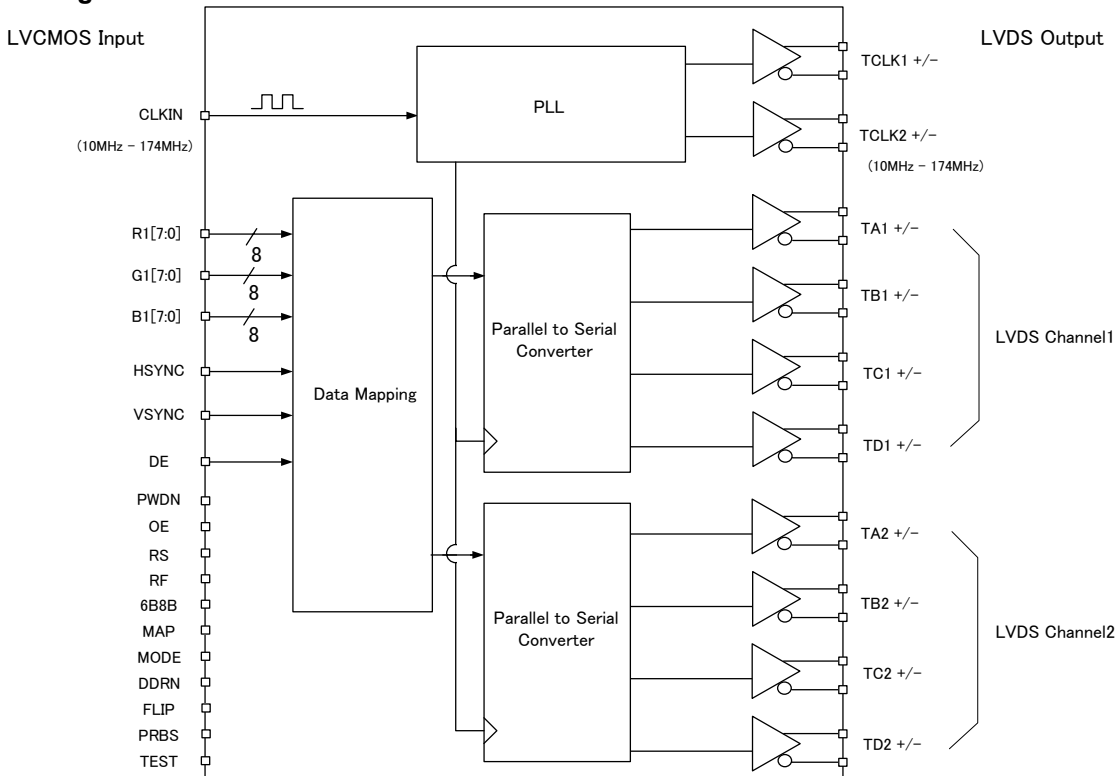 LVCMOS Input
LVDS Output
CLKIN
(10MHz - 174MHz)
R1[7:0]
8
G1[7:0]
8
B1[7:0]
8
HSYNC
VSYNC
DE
PWDN
OE
RS
RF
6B8B
MAP
MODE
DDRN
FLIP
PRBS
TEST
PLL
Data Mapping
Parallel to Serial
Converter
Parallel to Serial
Converter
TCLK1 +/-
TCLK2 +/-
(10MHz - 174MHz)
TA1 +/-
TB1 +/-
TC1 +/-
TD1 +/-
LVDS Channel1
TA2 +/-
TB2 +/-
TC2 +/-
TD2 +/-
LVDS Channel2